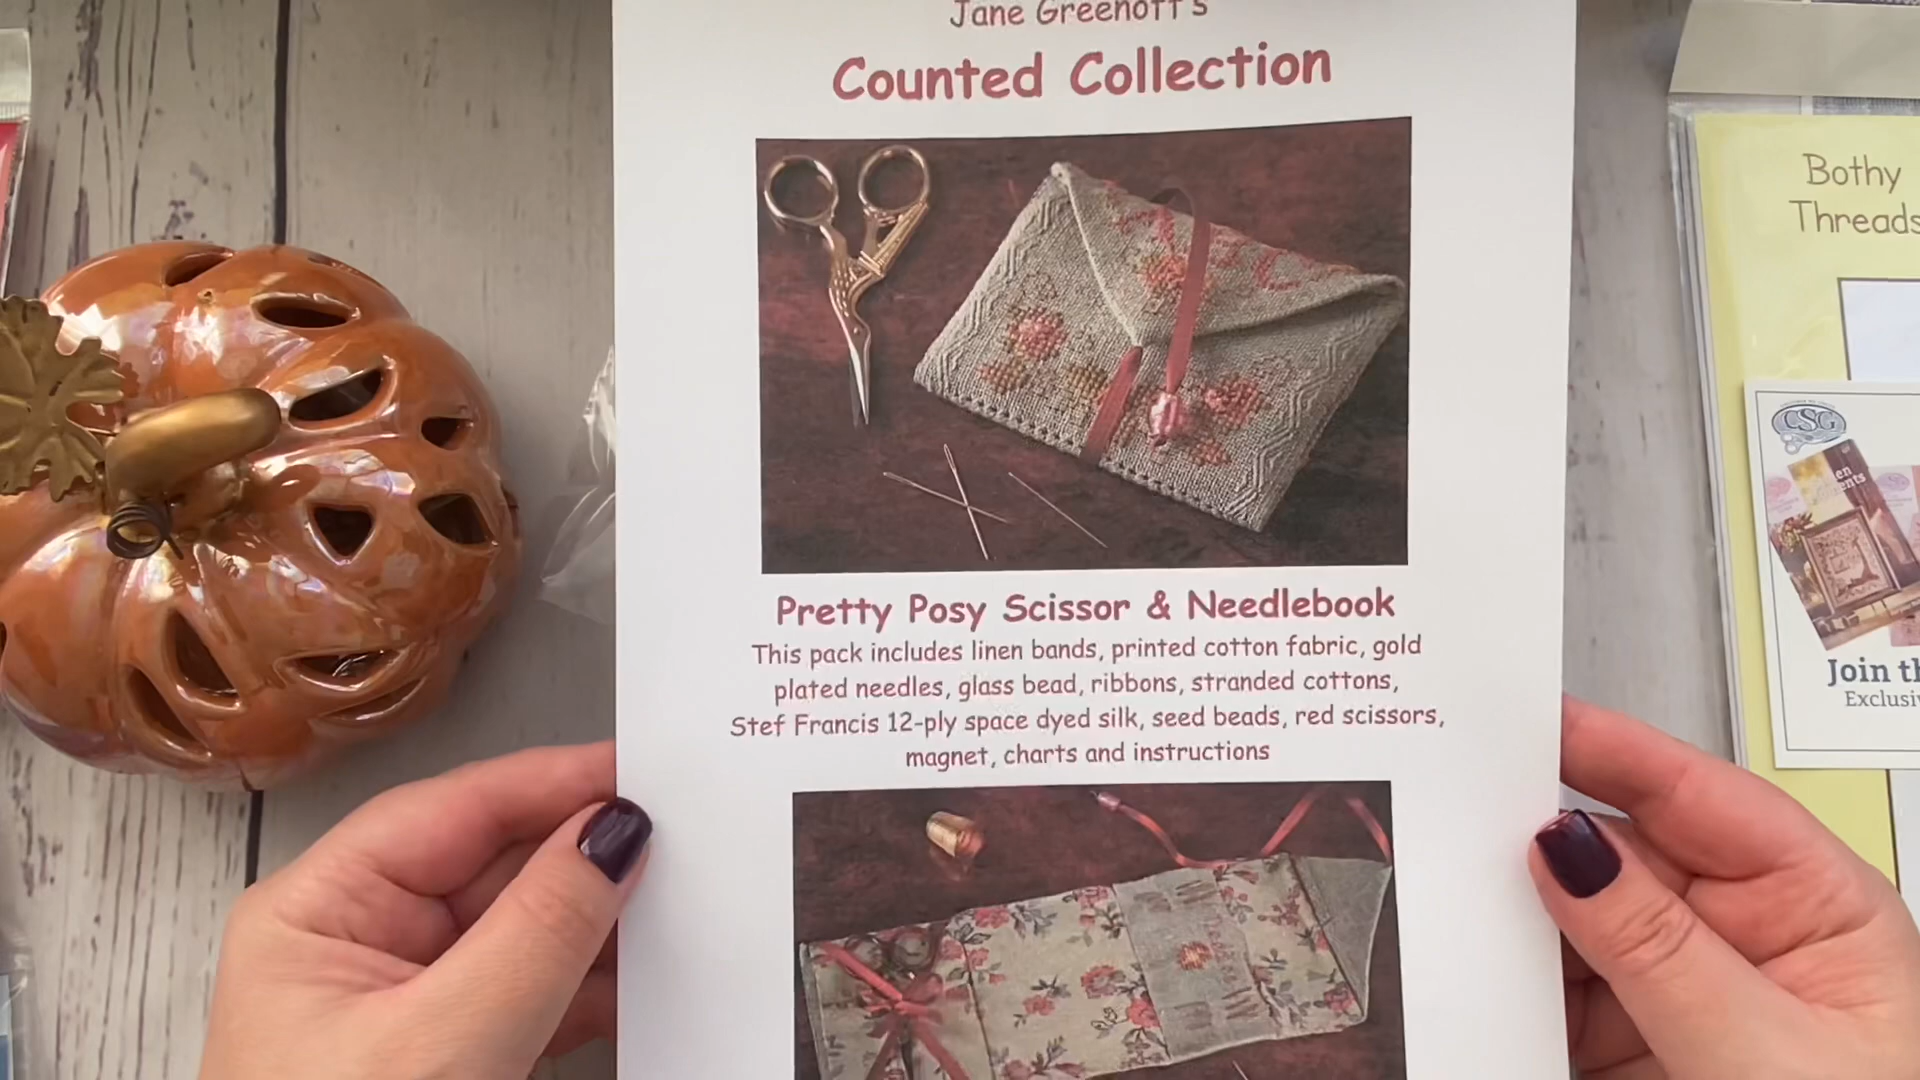 Jane Greenoff's
Counted Collection
Pretty Posy Scissor & Needlebook
This pack includes linen bands, printed cotton fabric, gold
plated needles, glass bead, ribbons, stranded cottons,
Stef Francis 12-ply space dyed silk, seed beads, red scissors,
magnet, charts and instructions
Bothy
Threads
CSG
Join th
Exclusiv